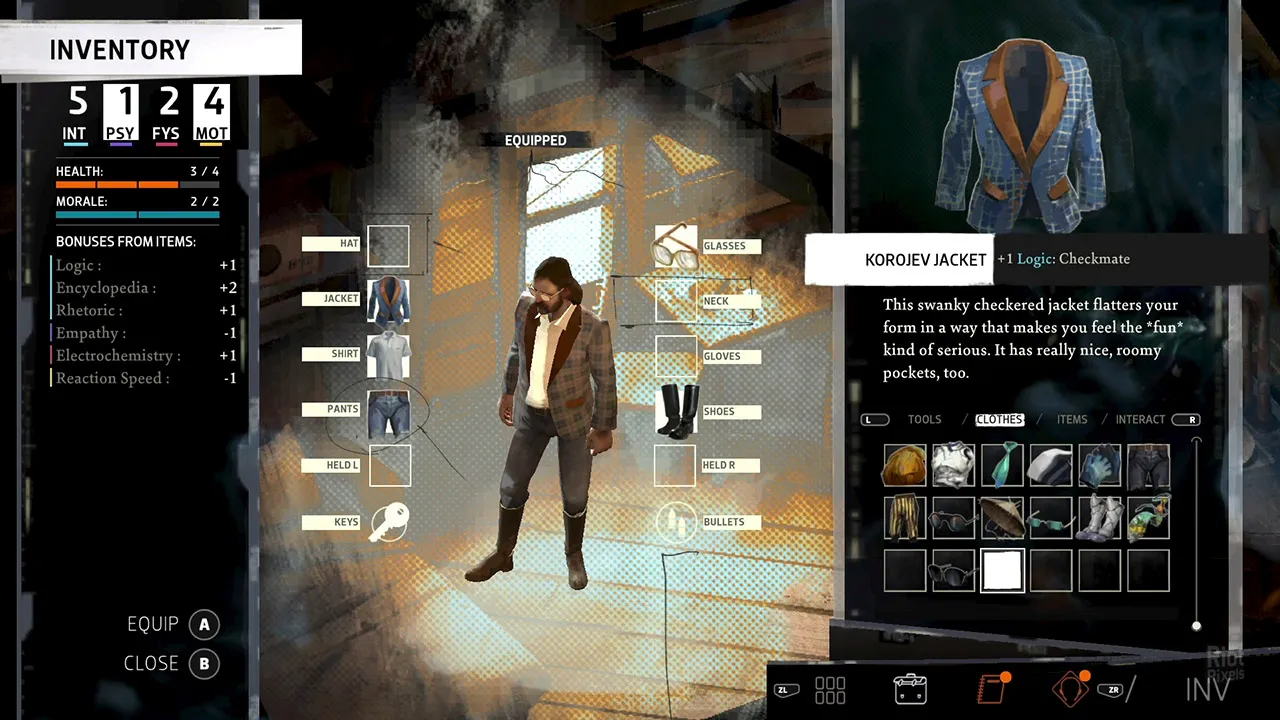 INVENTORY
5 1 2 4
INT PSY FYS MOT
HEALTH: 3 / 4
MORALE: 2 / 2
BONUSES FROM ITEMS:
Logic : +1
Encyclopedia : +2
Rhetoric : +1
Empathy : -1
Electrochemistry : +1
Reaction Speed : -1
EQUIP A
CLOSE B
EQUIPPED
HAT
JACKET
SHIRT
PANTS
HELD L
KEYS
GLASSES
NECK
GLOVES
SHOES
HELD R
BULLETS
KOROJEV JACKET +1 Logic: Checkmate
This swanky checkered jacket flatters your
form in a way that makes you feel the *fun*
kind of serious. It has really nice, roomy
pockets, too.
L TOOLS / CLOTHES / ITEMS / INTERACT R
ZL ZR / INV
Riot
Pixels